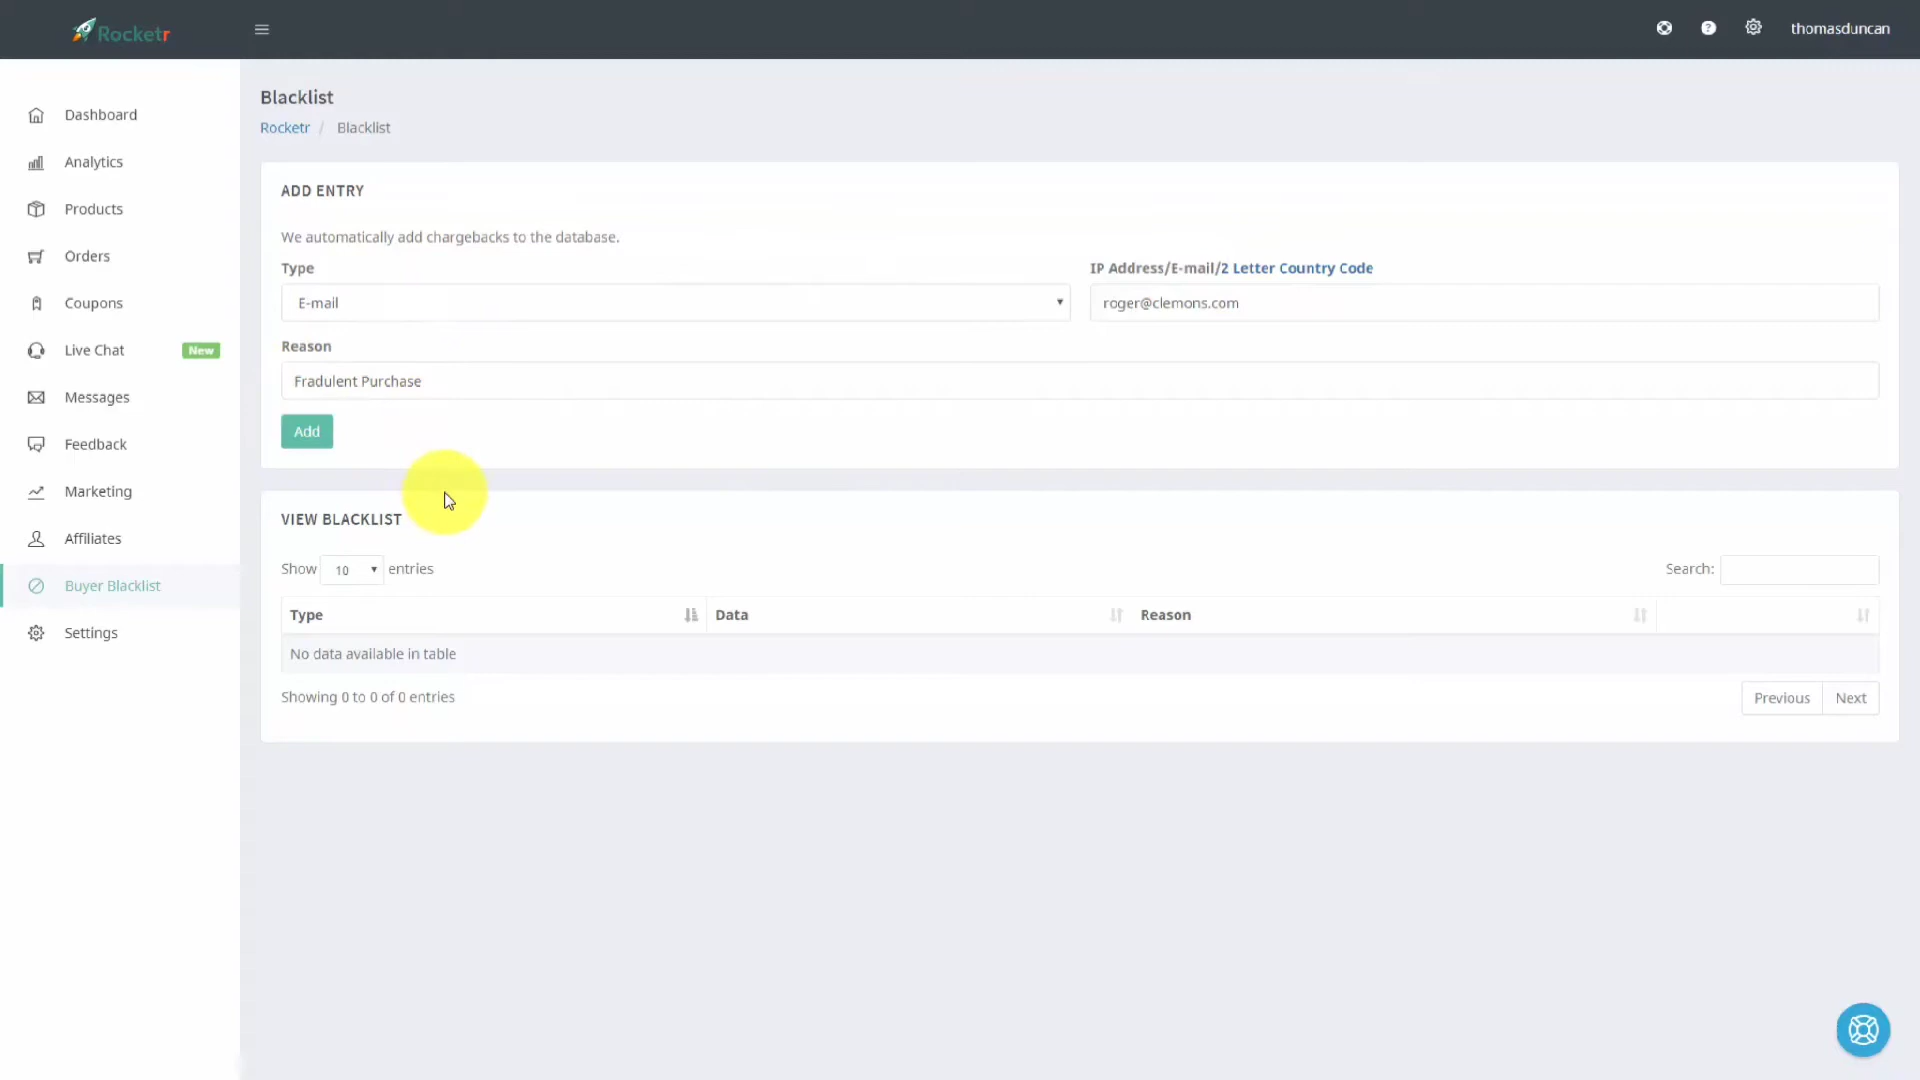 Rocketr
thomasduncan
Dashboard
Analytics
Products
Orders
Coupons
Live Chat New
Messages
Feedback
Marketing
Affiliates
Buyer Blacklist
Settings
Blacklist
Rocketr / Blacklist
ADD ENTRY
We automatically add chargebacks to the database.
Type
IP Address/E-mail/2 Letter Country Code
E-mail
roger@clemons.com
Reason
Fradulent Purchase
Add
VIEW BLACKLIST
Show 10 entries
Search:
Type Data Reason
No data available in table
Showing 0 to 0 of 0 entries
Previous Next